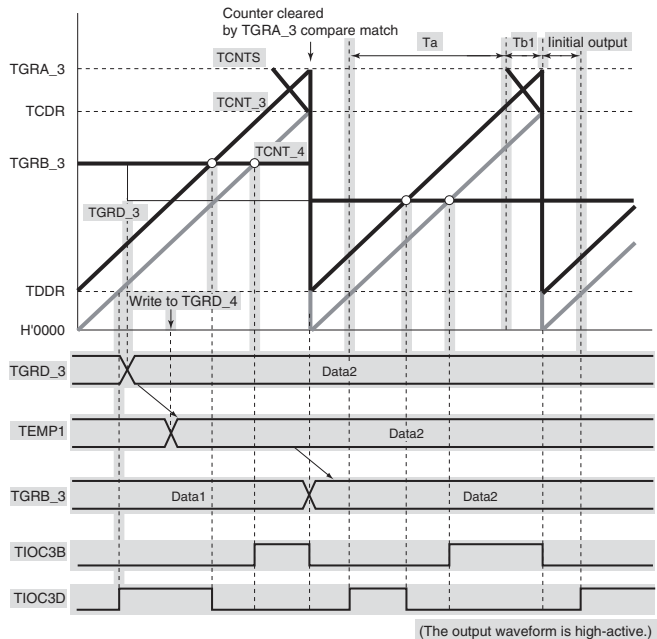 Counter cleared
by TGRA_3 compare match
Ta
Tb1
Iinitial output
TGRA_3
TCNTS
TCDR
TCNT_3
TGRB_3
TCNT_4
TGRD_3
TDDR
Write to TGRD_4
H'0000
TGRD_3
Data2
TEMP1
Data2
TGRB_3
Data1
Data2
TIOC3B
TIOC3D
(The output waveform is high-active.)